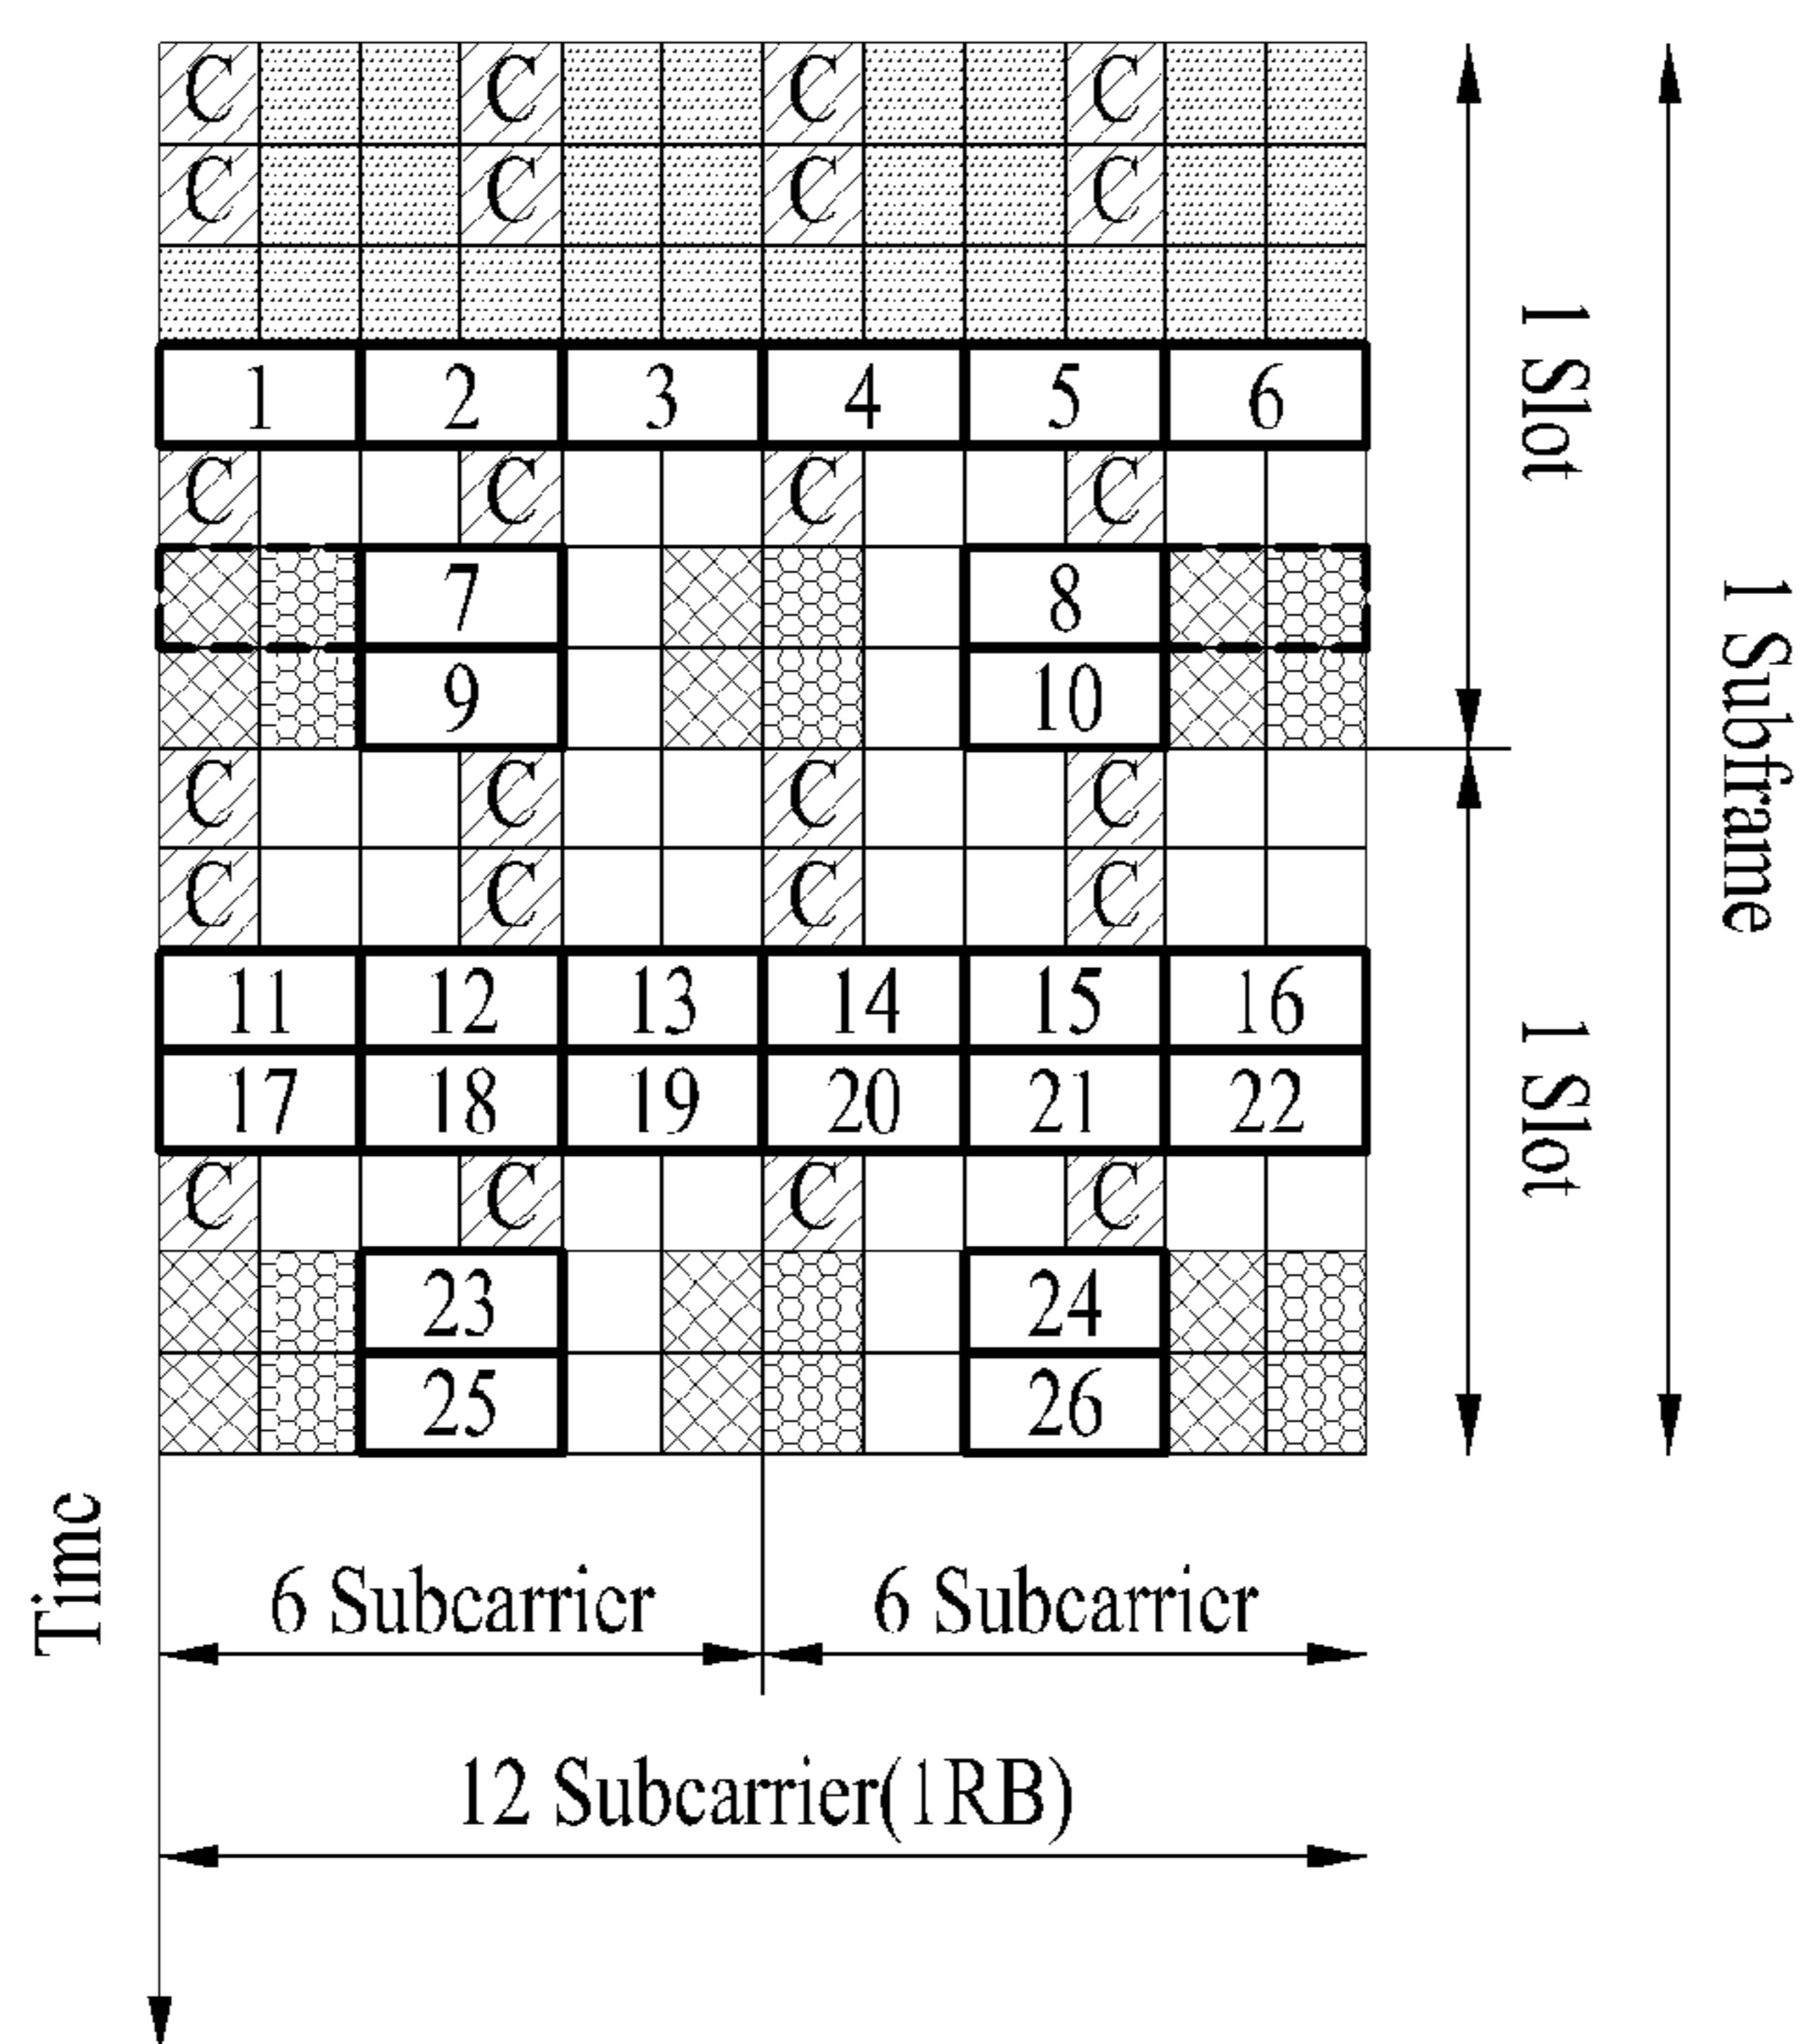 C C C C
C C C C
1 2 3 4 5 6
C C C C
7 8
9 10
C C C C
C C C C
11 12 13 14 15 16
17 18 19 20 21 22
C C C C
23 24
25 26
1 Slot
1 Slot
1 Subframe
Time
6 Subcarrier 6 Subcarrier
12 Subcarrier(1RB)